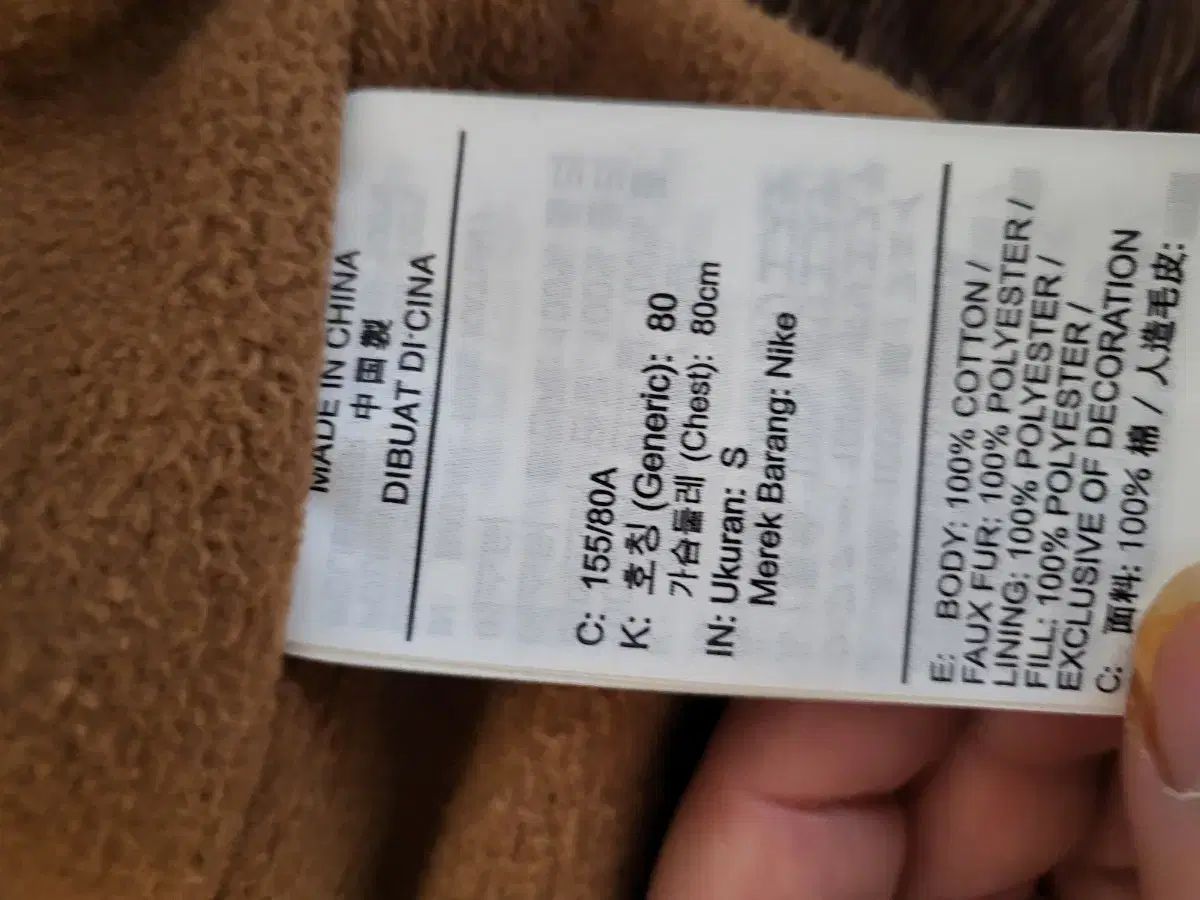 MADE IN CHINA
中国製
DIBUAT DI·CINA
C: 155/80A
K: 호칭 (Generic): 80
가슴둘레 (Chest): 80cm
IN: Ukuran: S
Merek Barang: Nike
E: BODY: 100% COTTON /
FAUX FUR: 100% POLYESTER /
LINING: 100% POLYESTER /
FILL: 100% POLYESTER /
EXCLUSIVE OF DECORATION
C: 面料: 100% 棉 / 人造毛皮: